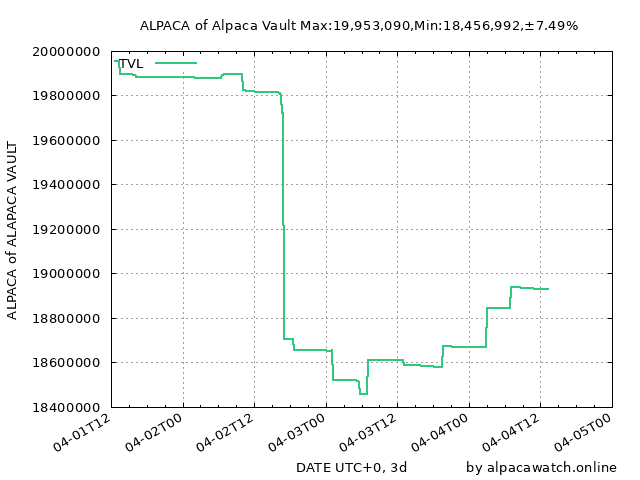 ALPACA of Alpaca Vault Max:19,953,090,Min:18,456,992,±7.49%
20000000
TVL
19800000
19600000
19400000
19200000
19000000
18800000
18600000
18400000
ALPACA of ALAPACA VAULT
04-01T12
04-02T00
04-02T12
04-03T00
04-03T12
04-04T00
04-04T12
04-05T00
DATE UTC+0, 3d
by alpacawatch.online